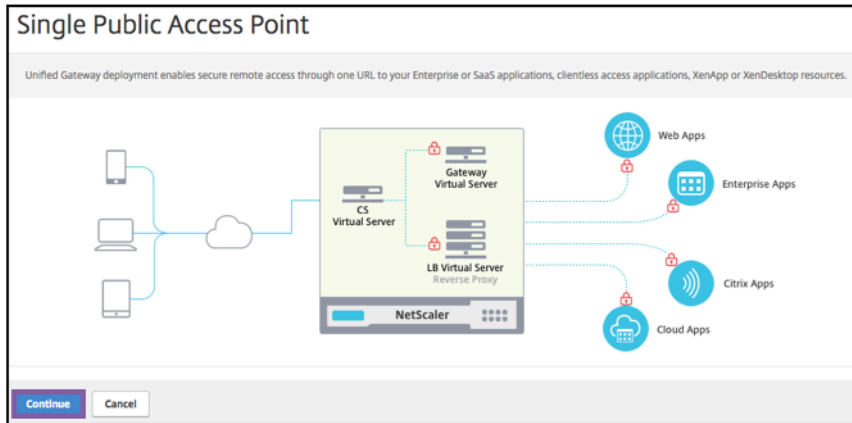 Single Public Access Point
Unified Gateway deployment enables secure remote access through one URL to your Enterprise or SaaS applications, clientless access applications, XenApp or XenDesktop resources.
Web Apps
Gateway
Virtual Server
Enterprise Apps
CS
Virtual Server
LB Virtual Server
Reverse Proxy
Citrix Apps
NetScaler
Cloud Apps
Continue
Cancel